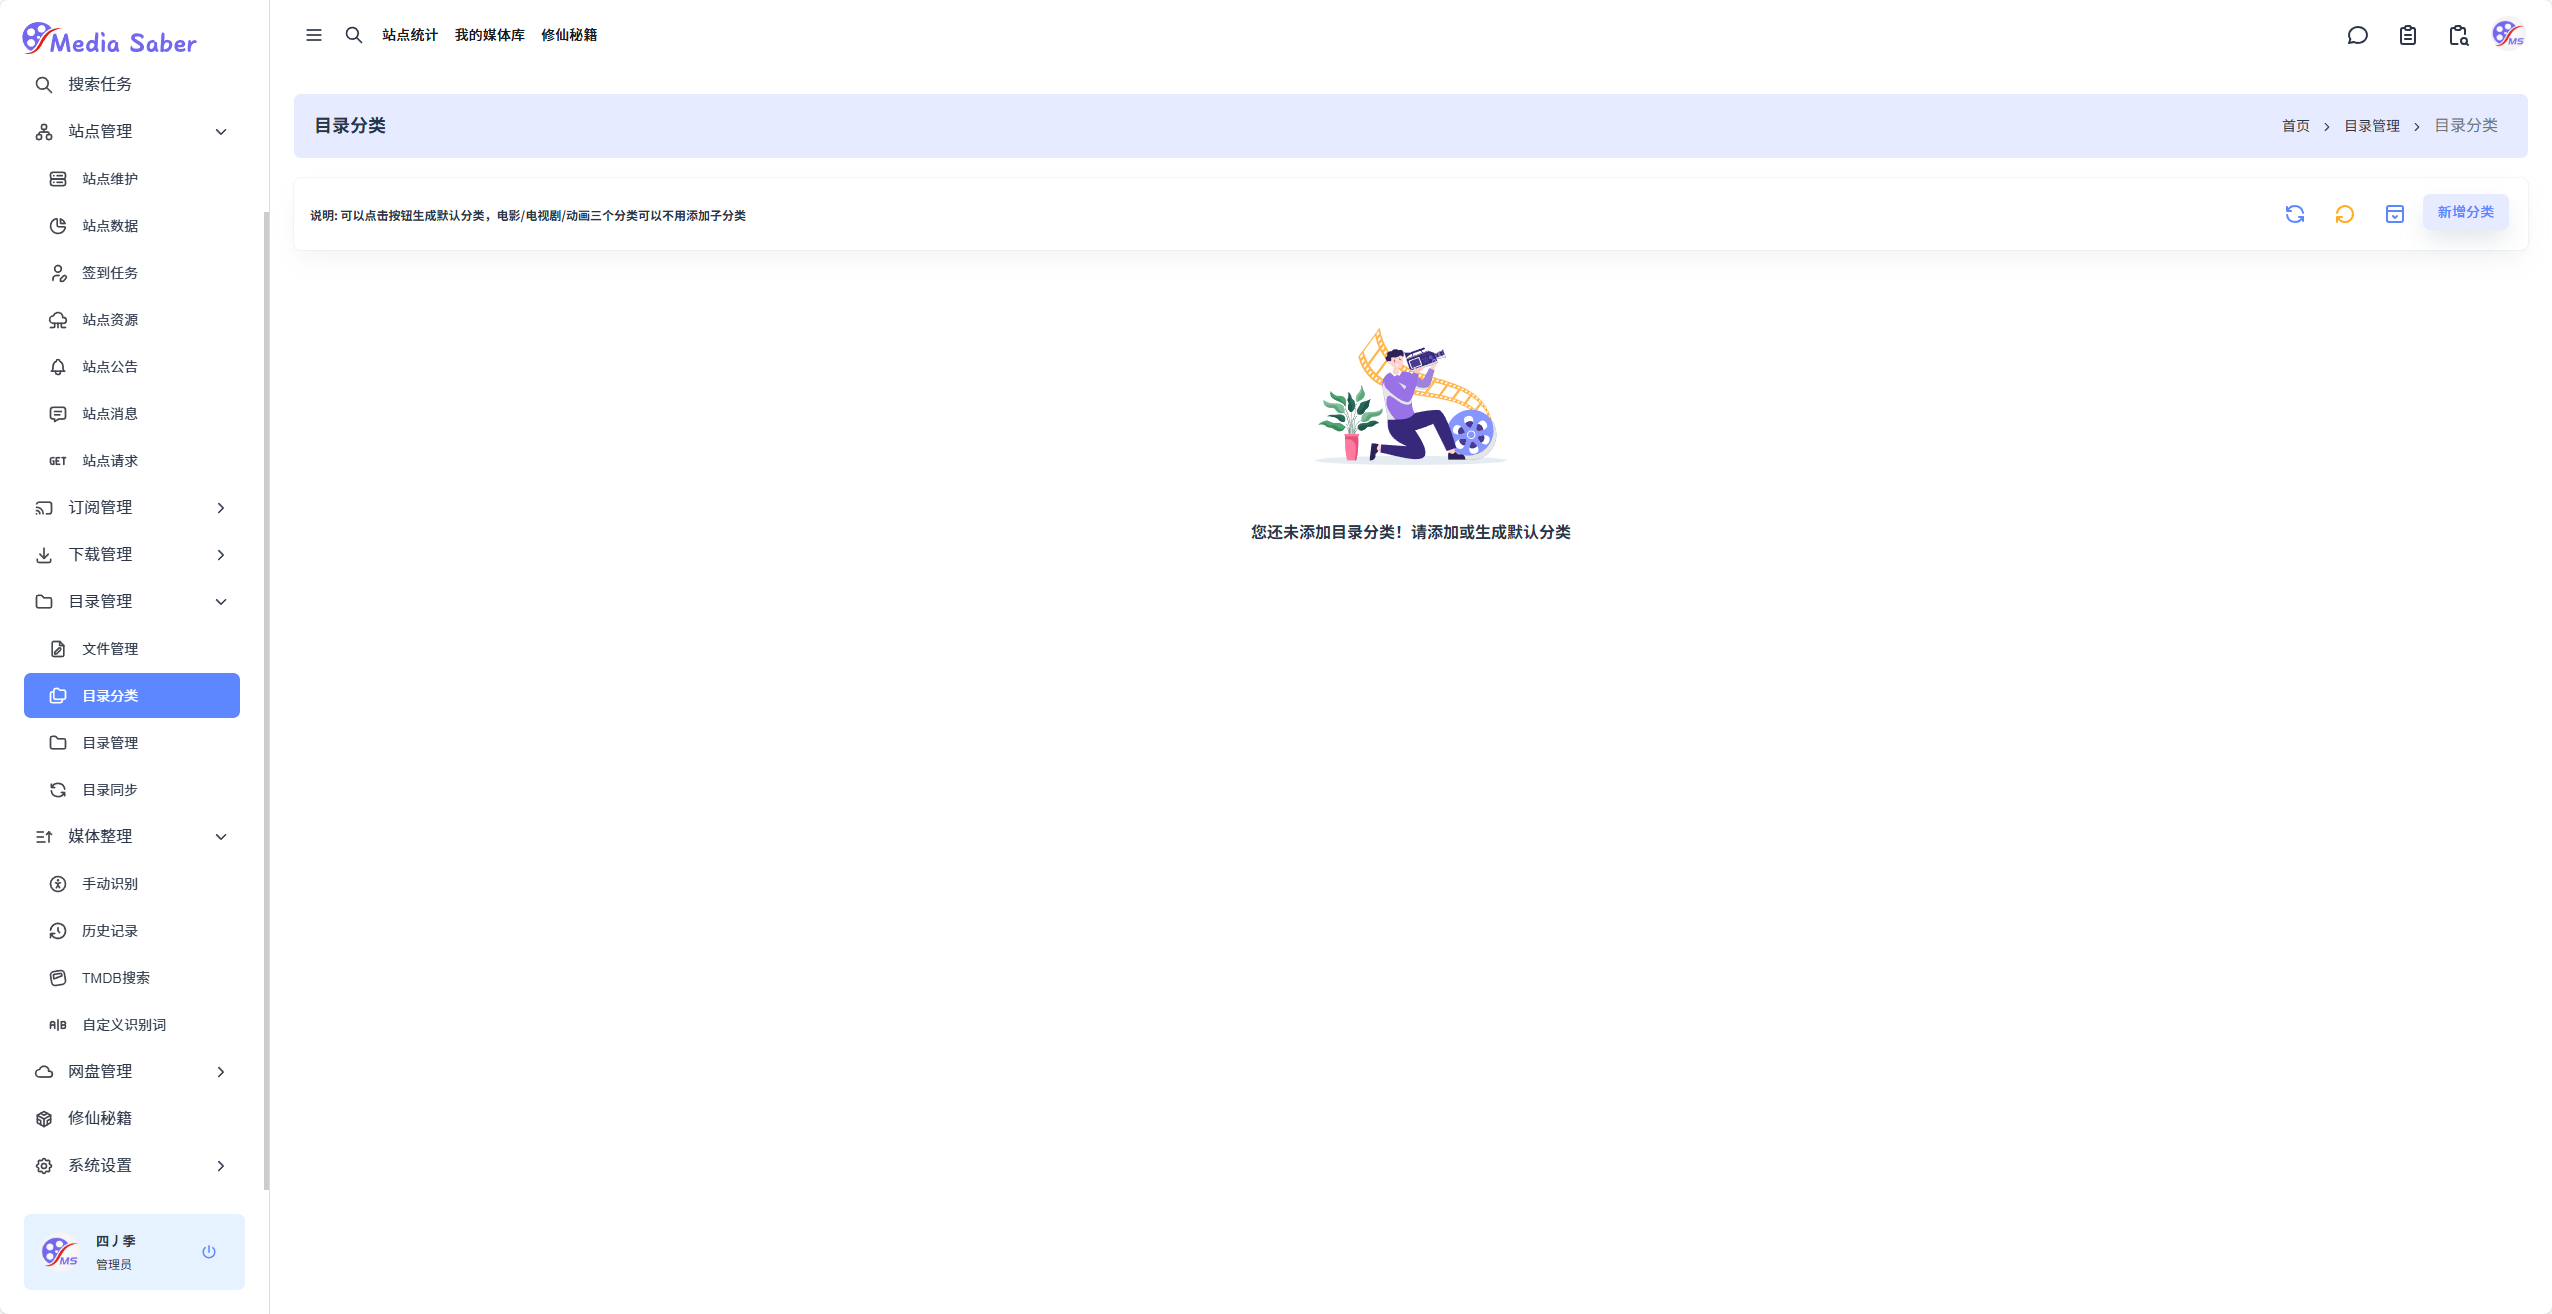 Media Saber
搜索任务
站点管理
站点维护
站点数据
签到任务
站点资源
站点公告
站点消息
GET 站点请求
订阅管理
下载管理
目录管理
文件管理
目录分类
目录管理
目录同步
媒体整理
手动识别
历史记录
TMDB搜索
A|B 自定义识别词
网盘管理
修仙秘籍
系统设置
MS
四丿季
管理员
站点统计 我的媒体库 修仙秘籍
MS
目录分类
首页 > 目录管理 > 目录分类
说明: 可以点击按钮生成默认分类，电影/电视剧/动画三个分类可以不用添加子分类
新增分类
您还未添加目录分类！请添加或生成默认分类